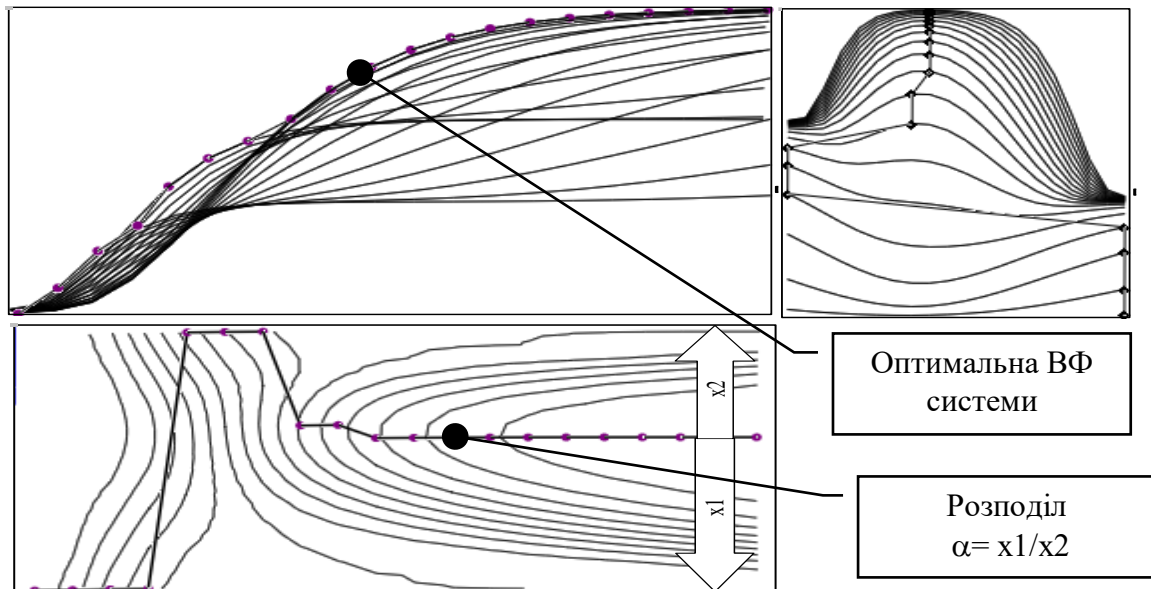 Оптимальна ВФ
системи
x2
x1
Розподіл
α= x1/x2